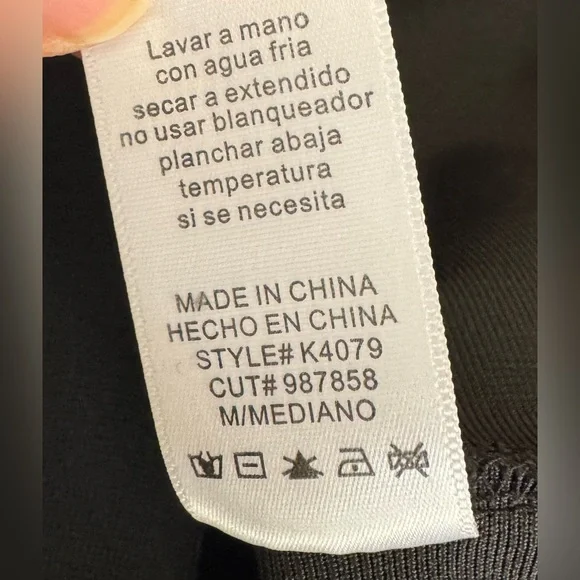 Lavar a mano
con agua fria
secar a extendido
no usar blanqueador
planchar abaja
temperatura
si se necesita
MADE IN CHINA
HECHO EN CHINA
STYLE# K4079
CUT# 987858
M/MEDIANO